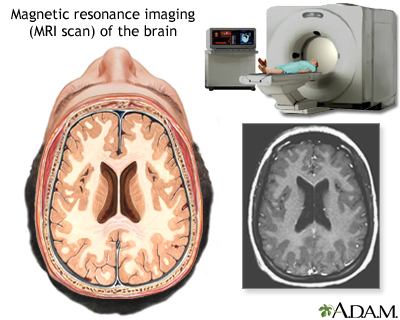 Magnetic resonance imaging
(MRI scan) of the brain
A.D.A.M.